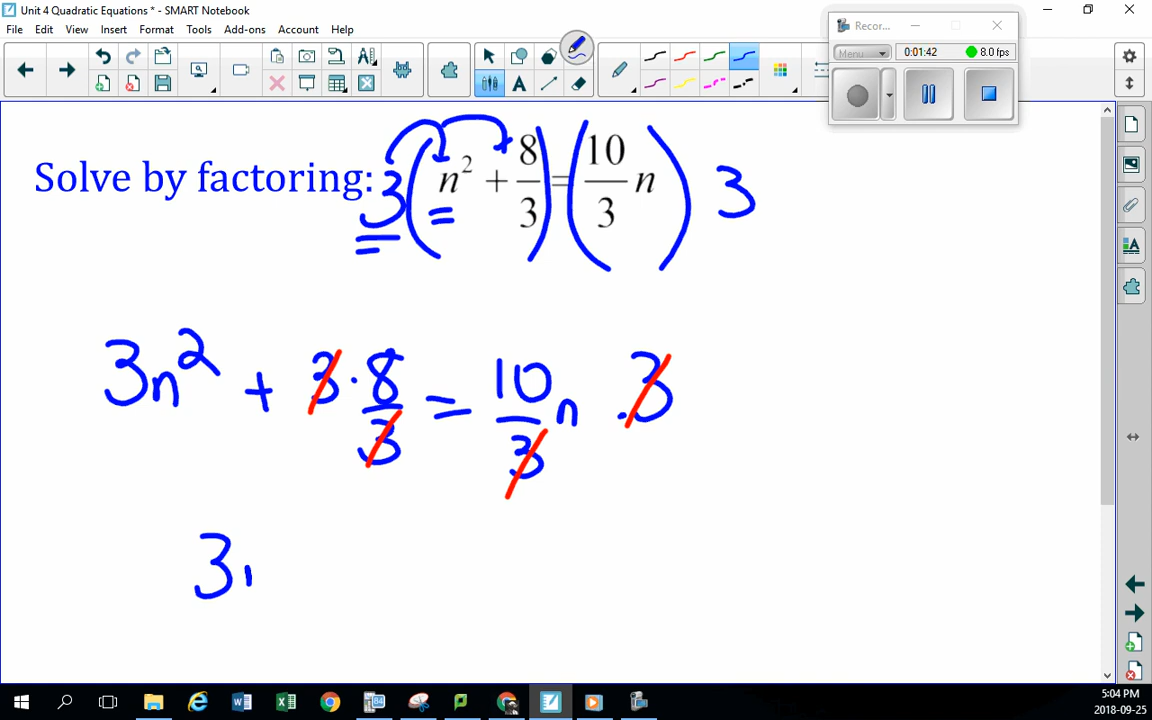 Unit 4 Quadratic Equations * - SMART Notebook
Recor...
File Edit View Insert Format Tools Add-ons Account Help
Menu 0:01:42 8.0 fps
Solve by factoring: 3(n² + 8/3) = (10/3 n) 3
3n² + 3 · 8/3 = 10/3 n · 3
3
5:04 PM
2018-09-25